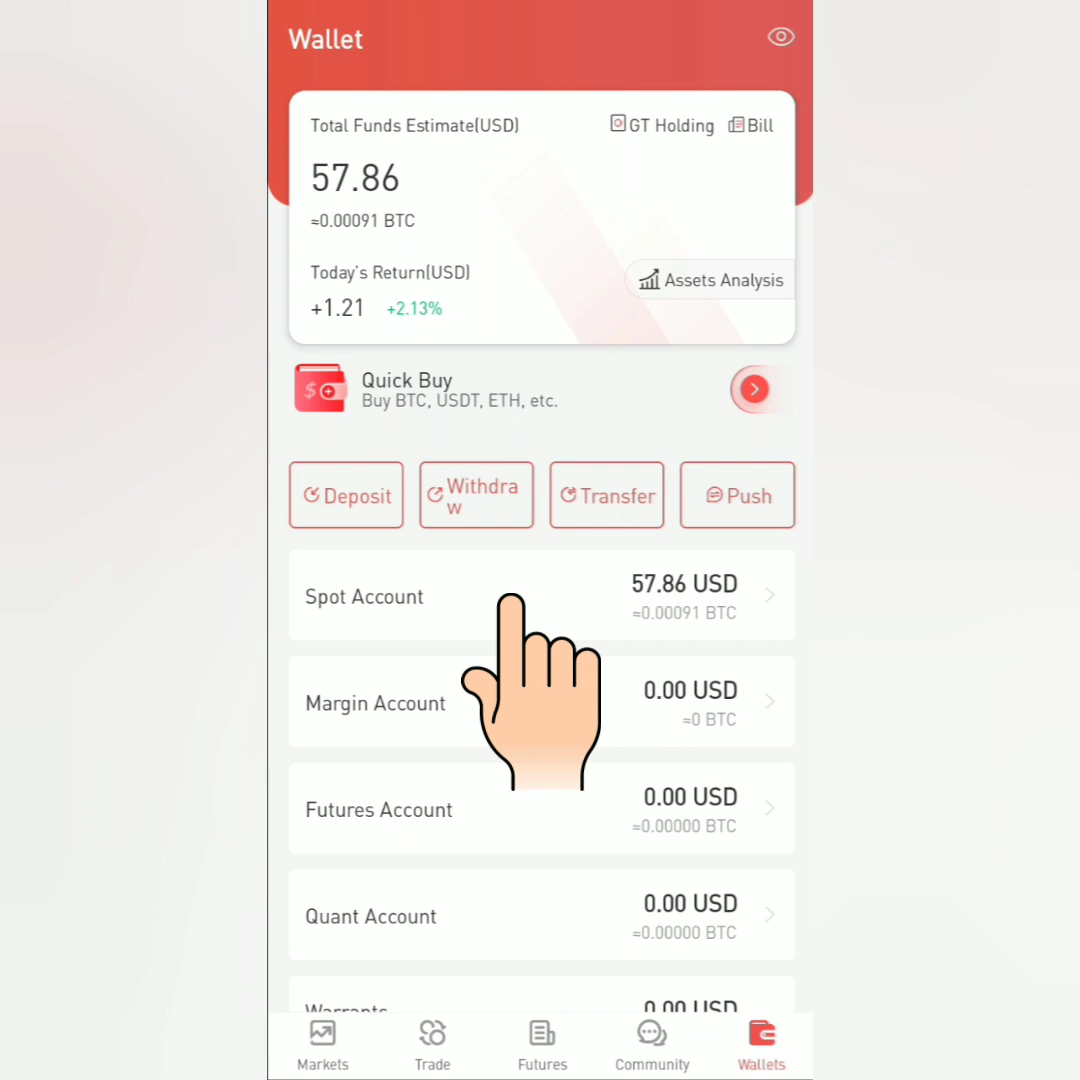 Wallet
Total Funds Estimate(USD)
GT Holding
Bill
57.86
≈0.00091 BTC
Today's Return(USD)
Assets Analysis
+1.21 +2.13%
Quick Buy
Buy BTC, USDT, ETH, etc.
Deposit
Withdra
w
Transfer
Push
Spot Account
57.86 USD
≈0.00091 BTC
Margin Account
0.00 USD
≈0 BTC
Futures Account
0.00 USD
≈0.00000 BTC
Quant Account
0.00 USD
≈0.00000 BTC
Warrants
0.00 USD
Markets
Trade
Futures
Community
Wallets